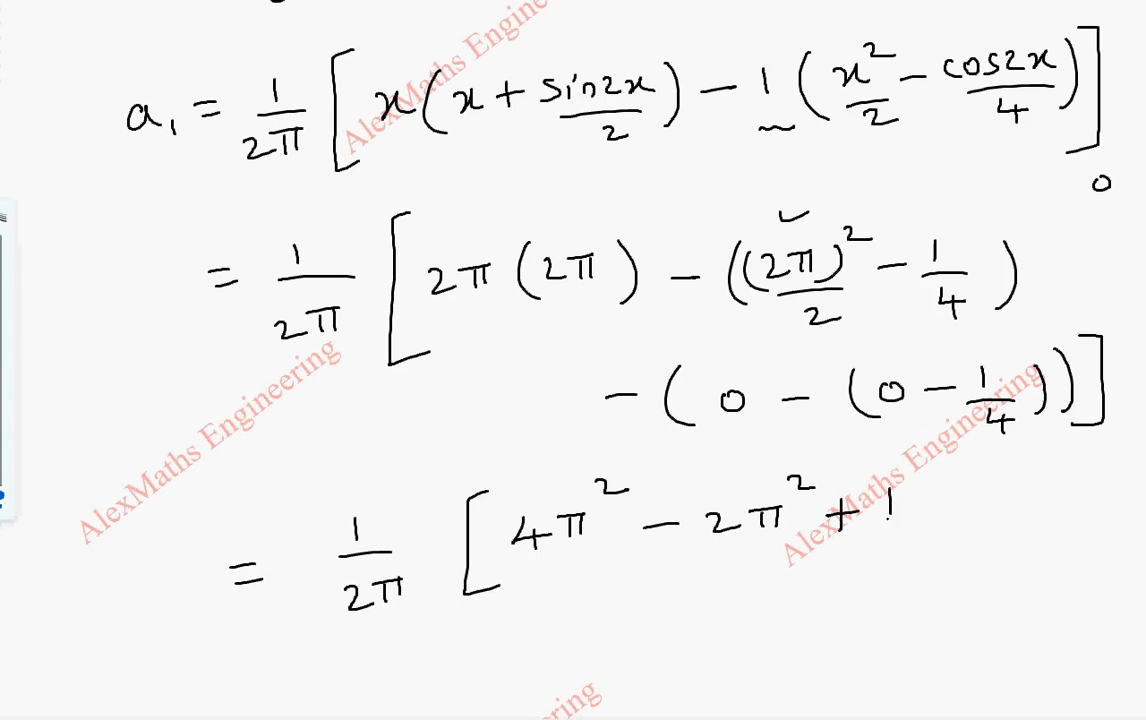 a₁ = 1/2π [ x(x + sin2x/2) - 1(x²/2 - cos2x/4) ]₀
= 1/2π [ 2π(2π) - ((2π)²/2 - 1/4)
- (0 - (0 - 1/4)) ]
= 1/2π [ 4π² - 2π² + 1
AlexMaths Engineering
AlexMaths Engineering
AlexMaths Engineering